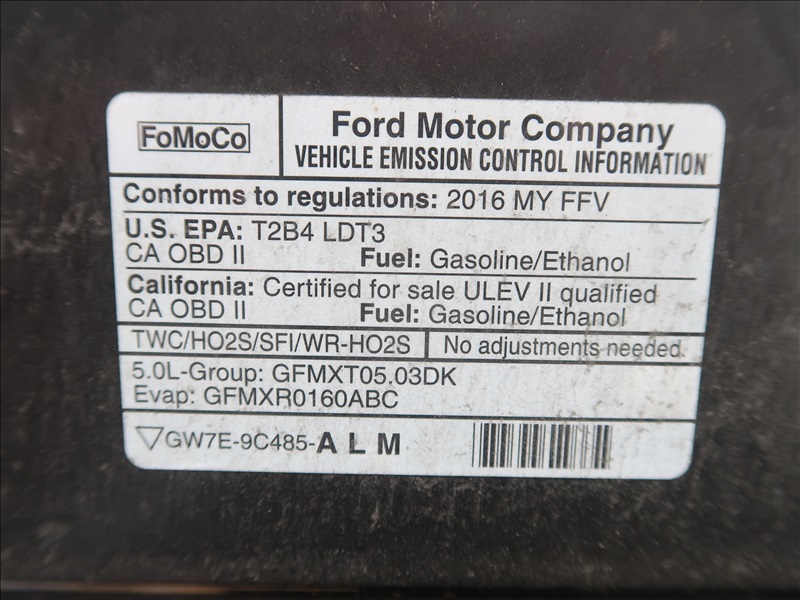 FoMoCo
Ford Motor Company
VEHICLE EMISSION CONTROL INFORMATION
Conforms to regulations: 2016 MY FFV
U.S. EPA: T2B4 LDT3
CA OBD II Fuel: Gasoline/Ethanol
California: Certified for sale ULEV II qualified
CA OBD II Fuel: Gasoline/Ethanol
TWC/HO2S/SFI/WR-HO2S No adjustments needed.
5.0L-Group: GFMXT05.03DK
Evap: GFMXR0160ABC
GW7E-9C485-A L M